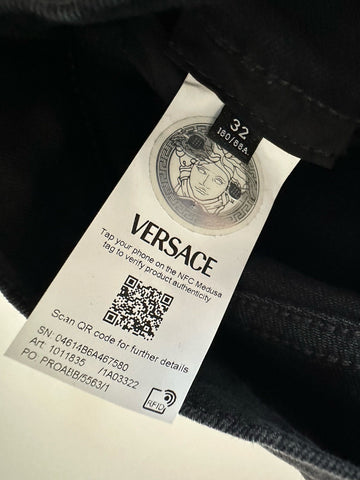 32
180/88A
VERSACE
Tap your phone on the NFC Medusa
tag to verify product authenticity
Scan QR code for further details
SN: 04614B6A467580
Art: 1011835 /1A03322
PO: PROABB/5563/1
RFID